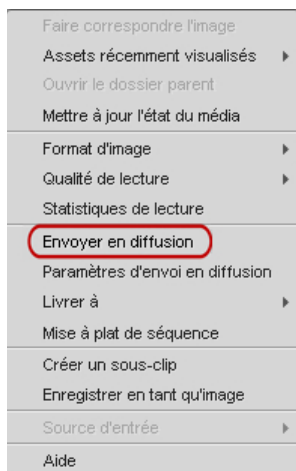 Faire correspondre l'image
Assets récemment visualisés
Ouvrir le dossier parent
Mettre à jour l'état du média
Format d'image
Qualité de lecture
Statistiques de lecture
Envoyer en diffusion
Paramètres d'envoi en diffusion
Livrer à
Mise à plat de séquence
Créer un sous-clip
Enregistrer en tant qu'image
Source d'entrée
Aide